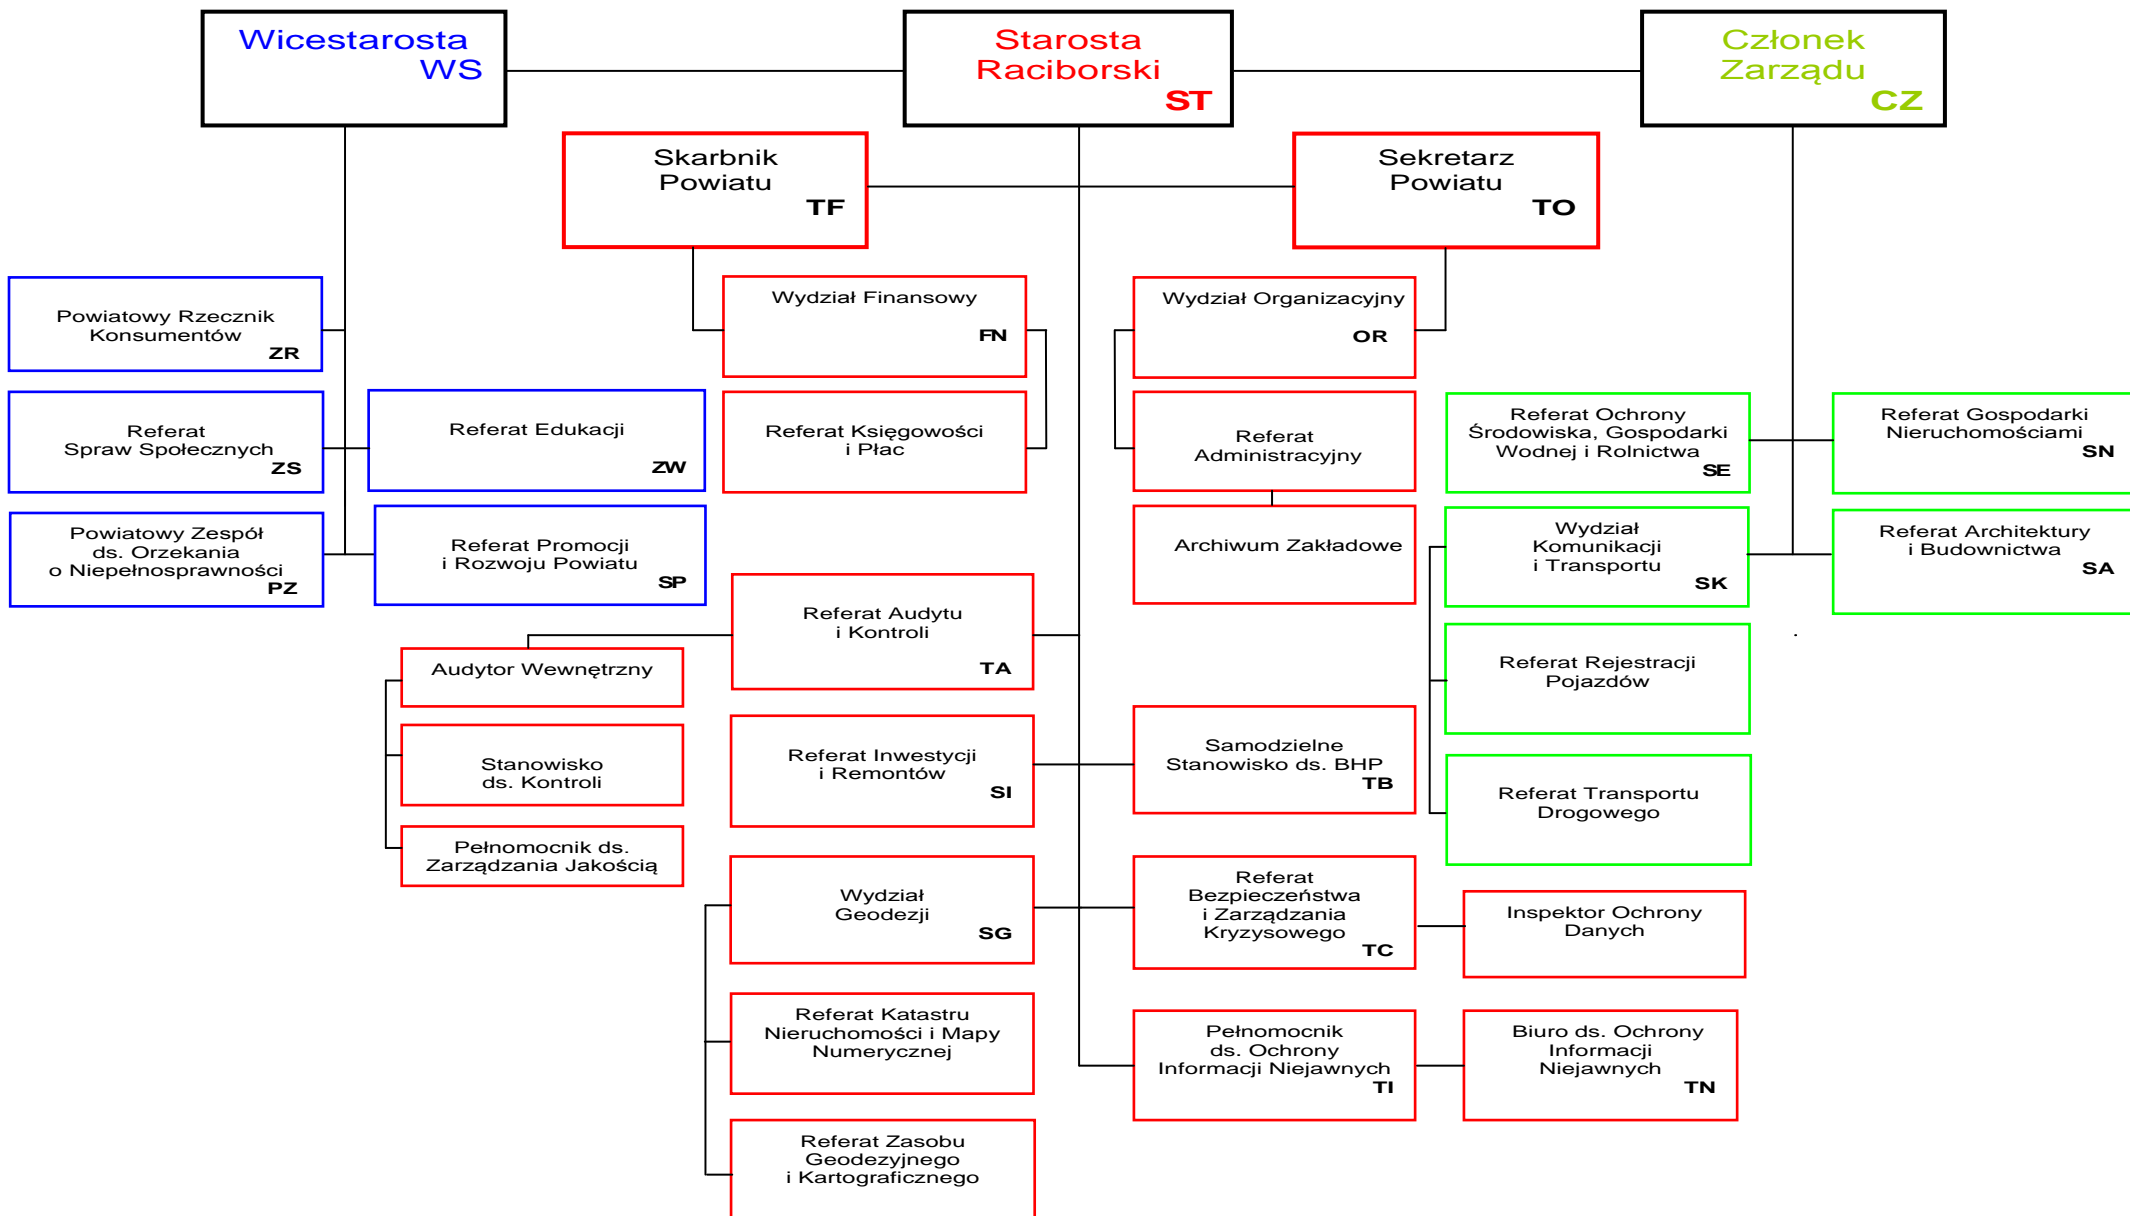 Wicestarosta
WS
Starosta
Raciborski
ST
Członek
Zarządu
CZ
Skarbnik
Powiatu
TF
Sekretarz
Powiatu
TO
Powiatowy Rzecznik
Konsumentów
ZR
Wydział Finansowy
FN
Wydział Organizacyjny
OR
Referat
Spraw Społecznych
ZS
Referat Edukacji
ZW
Referat Księgowości
i Płac
Referat
Administracyjny
Referat Ochrony
Środowiska, Gospodarki
Wodnej i Rolnictwa
SE
Referat Gospodarki
Nieruchomościami
SN
Powiatowy Zespół
ds. Orzekania
o Niepełnosprawności
PZ
Referat Promocji
i Rozwoju Powiatu
SP
Archiwum Zakładowe
Wydział
Komunikacji
i Transportu
SK
Referat Architektury
i Budownictwa
SA
Referat Audytu
i Kontroli
TA
Audytor Wewnętrzny
Referat Rejestracji
Pojazdów
Stanowisko
ds. Kontroli
Referat Inwestycji
i Remontów
SI
Samodzielne
Stanowisko ds. BHP
TB
Referat Transportu
Drogowego
Pełnomocnik ds.
Zarządzania Jakością
Wydział
Geodezji
SG
Referat
Bezpieczeństwa
i Zarządzania
Kryzysowego
TC
Inspektor Ochrony
Danych
Referat Katastru
Nieruchomości i Mapy
Numerycznej
Pełnomocnik
ds. Ochrony
Informacji Niejawnych
TI
Biuro ds. Ochrony
Informacji
Niejawnych
TN
Referat Zasobu
Geodezyjnego
i Kartograficznego